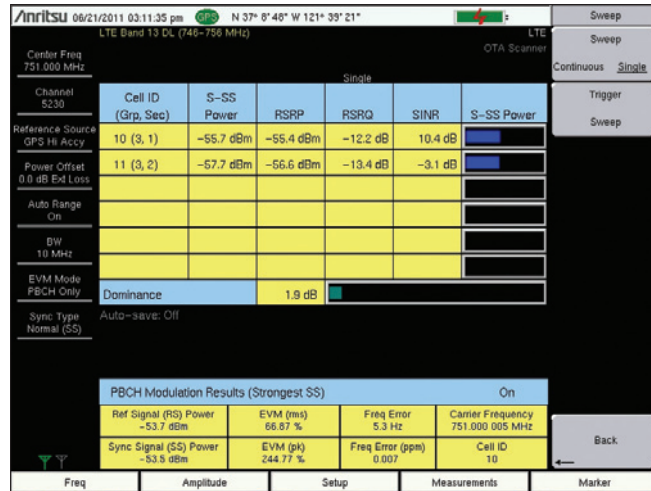 Anritsu 06/21/2011 03:11:35 pm GPS N 37° 8' 48" W 121° 39' 21"
Sweep
LTE Band 13 DL (746-756 MHz)
LTE
OTA Scanner
Center Freq
751.000 MHz
Channel
5230
Reference Source
GPS Hi Accy
Power Offset
0.0 dB Ext Loss
Auto Range
On
BW
10 MHz
EVM Mode
PBCH Only
Sync Type
Normal (SS)
Single
Cell ID (Grp, Sec) S-SS Power RSRP RSRQ SINR S-SS Power
10 (3, 1) -55.7 dBm -55.4 dBm -12.2 dB 10.4 dB
11 (3, 2) -57.7 dBm -56.6 dBm -13.4 dB -3.1 dB
Dominance 1.9 dB
Auto-save: Off
PBCH Modulation Results (Strongest SS) On
Ref Signal (RS) Power EVM (rms) Freq Error Carrier Frequency
-53.7 dBm 66.87 % 5.3 Hz 751.000 005 MHz
Sync Signal (SS) Power EVM (pk) Freq Error (ppm) Cell ID
-53.5 dBm 244.77 % 0.007 10
Sweep
Continuous Single
Trigger
Sweep
Back
Freq Amplitude Setup Measurements Marker